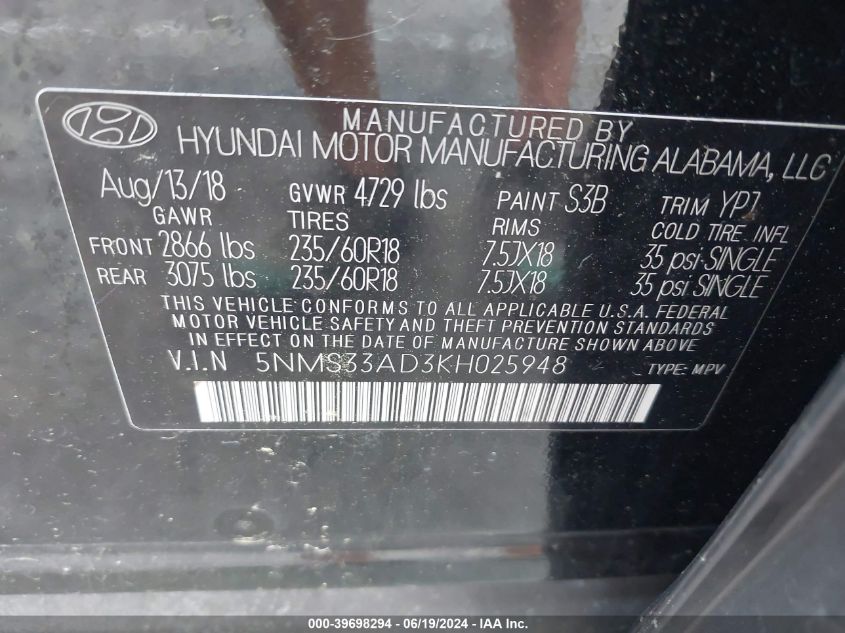 MANUFACTURED BY
HYUNDAI MOTOR MANUFACTURING ALABAMA, LLC
Aug/13/18 GVWR 4729 lbs PAINT S3B TRIM YP7
GAWR TIRES RIMS COLD TIRE INFL
FRONT 2866 lbs 235/60R18 7.5JX18 35 psi SINGLE
REAR 3075 lbs 235/60R18 7.5JX18 35 psi SINGLE
THIS VEHICLE CONFORMS TO ALL APPLICABLE U.S.A. FEDERAL
MOTOR VEHICLE SAFETY AND THEFT PREVENTION STANDARDS
IN EFFECT ON THE DATE OF MANUFACTURE SHOWN ABOVE
V.I.N 5NMS33AD3KH025948 TYPE: MPV
000-39698294 - 06/19/2024 - IAA Inc.